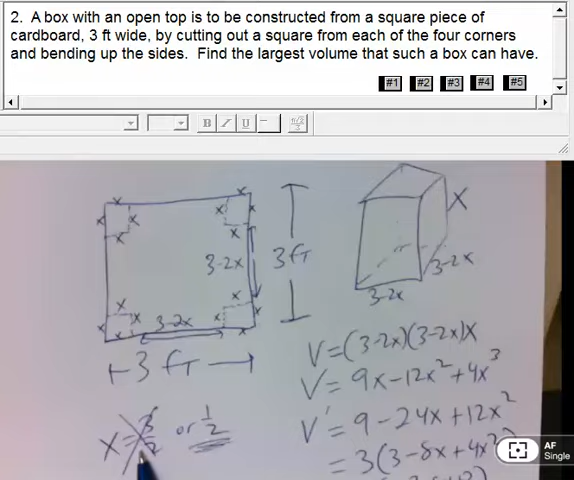 2. A box with an open top is to be constructed from a square piece of
cardboard, 3 ft wide, by cutting out a square from each of the four corners
and bending up the sides. Find the largest volume that such a box can have.
#1 #2 #3 #4 #5
B I U
x x
x x x x
x x
3-2x 3ft
x x
x x x x
3-2x
x x
3 ft
x
3-2x
3-2x
V=(3-2x)(3-2x)x
V=9x-12x²+4x³
V'=9-24x+12x²
=3(3-8x+4x²
x=3/2 or 1/2
AF
Single